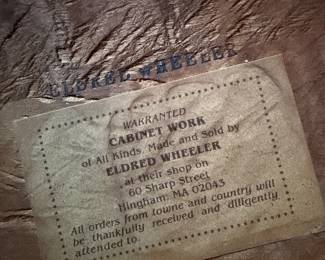 ELDRED WHEELER
WARRANTED
CABINET WORK
of All Kinds, Made and Sold by
ELDRED WHEELER
at their shop on
60 Sharp Street
Hingham, MA 02043
All orders from towne and country will
be thankfully received and diligently
attended to.